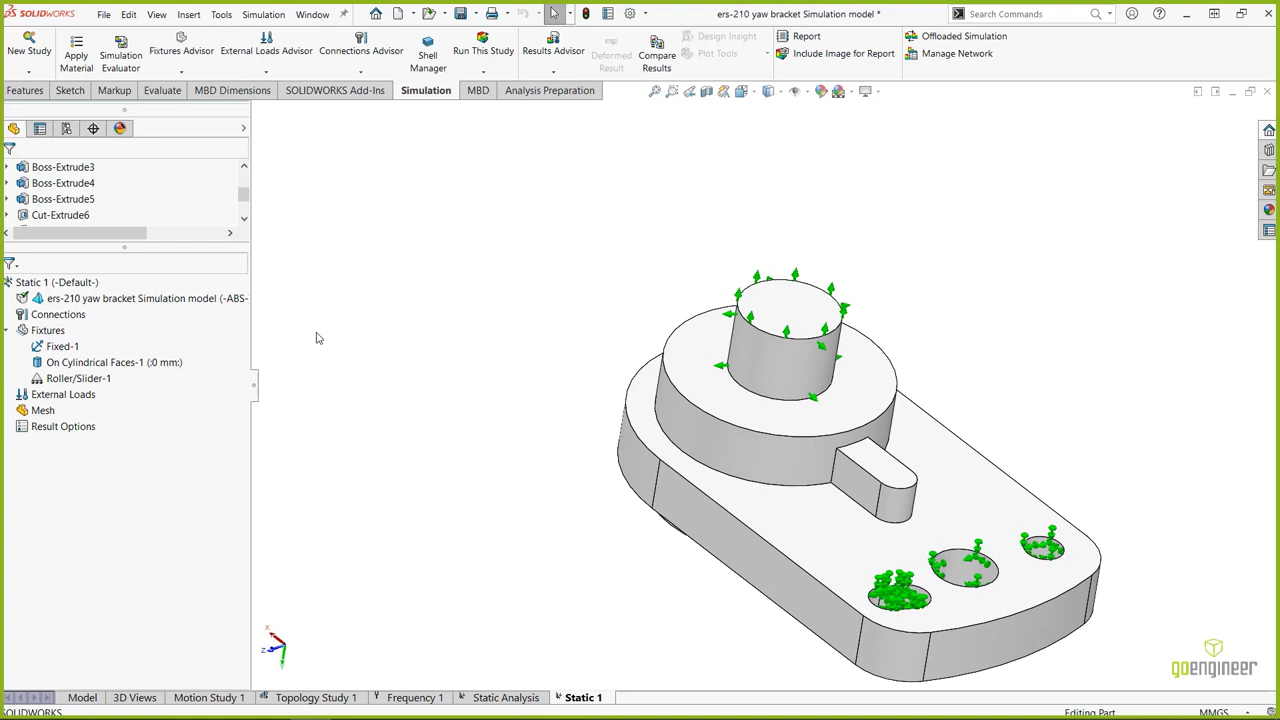 SOLIDWORKS File Edit View Insert Tools Simulation Window ers-210 yaw bracket Simulation model * Search Commands
New Study Apply Material Simulation Evaluator Fixtures Advisor External Loads Advisor Connections Advisor Shell Manager Run This Study Results Advisor Deformed Result Compare Results Design Insight Plot Tools Report Include Image for Report Offloaded Simulation Manage Network
Features Sketch Markup Evaluate MBD Dimensions SOLIDWORKS Add-Ins Simulation MBD Analysis Preparation
Boss-Extrude3
Boss-Extrude4
Boss-Extrude5
Cut-Extrude6
Static 1 (-Default-)
ers-210 yaw bracket Simulation model (-ABS-
Connections
Fixtures
Fixed-1
On Cylindrical Faces-1 (:0 mm:)
Roller/Slider-1
External Loads
Mesh
Result Options
x
z
y
goengineer
Model 3D Views Motion Study 1 Topology Study 1 Frequency 1 Static Analysis Static 1
SOLIDWORKS Editing Part MMGS